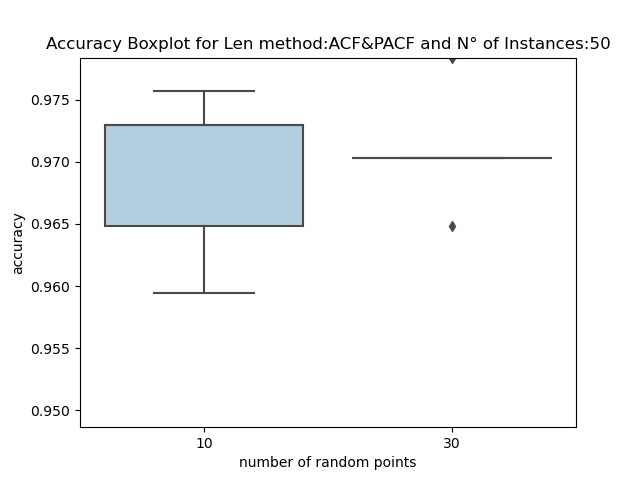 Accuracy Boxplot for Len method:ACF&PACF and N° of Instances:50
0.975
0.970
0.965
0.960
0.955
0.950
accuracy
10 30
number of random points